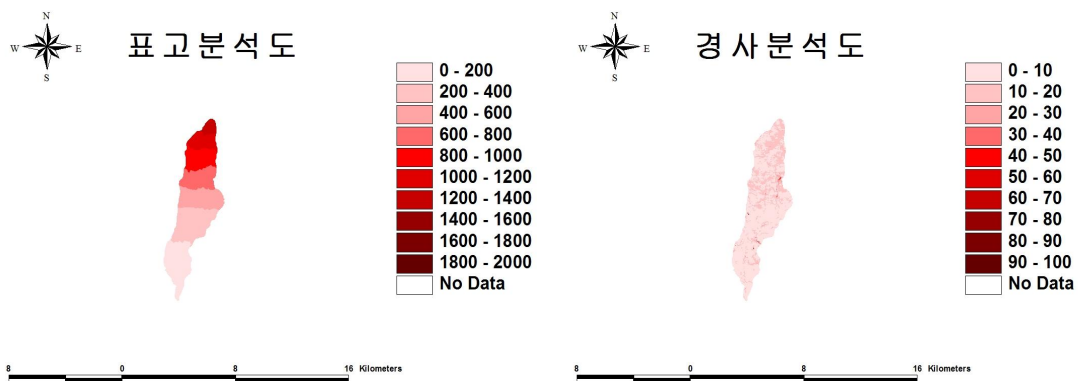 N
W E
S
표고분석도
0 - 200
200 - 400
400 - 600
600 - 800
800 - 1000
1000 - 1200
1200 - 1400
1400 - 1600
1600 - 1800
1800 - 2000
No Data
8 0 8 16 Kilometers
N
W E
S
경사분석도
0 - 10
10 - 20
20 - 30
30 - 40
40 - 50
50 - 60
60 - 70
70 - 80
80 - 90
90 - 100
No Data
8 0 8 16 Kilometers